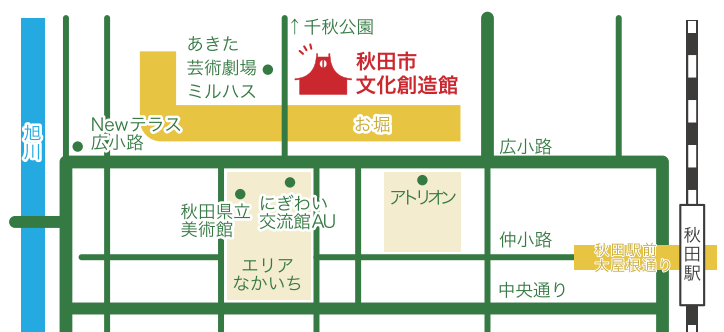 ↑千秋公園
あきた
芸術劇場
ミルハス
秋田市
文化創造館
旭川
Newテラス
広小路
お堀
広小路
アトリオン
秋田県立
美術館
にぎわい
交流館AU
仲小路
秋田駅前
大屋根通り
秋田駅
エリア
なかいち
中央通り